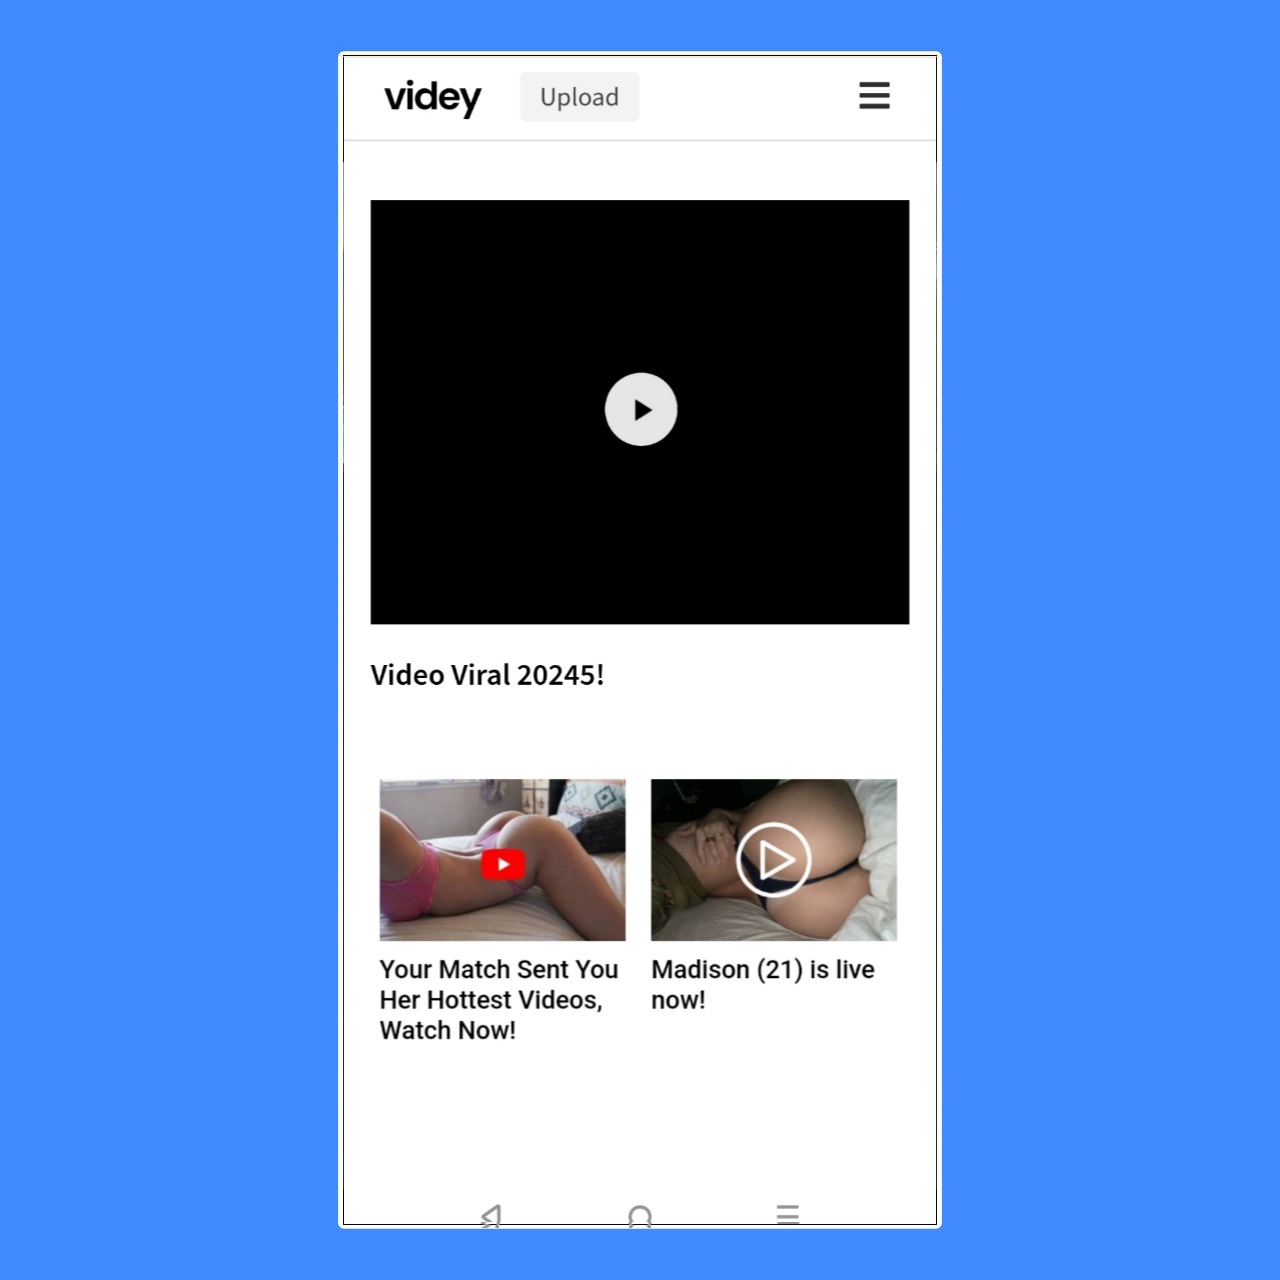 videy
Upload
Video Viral 20245!
Your Match Sent You
Her Hottest Videos,
Watch Now!
Madison (21) is live
now!